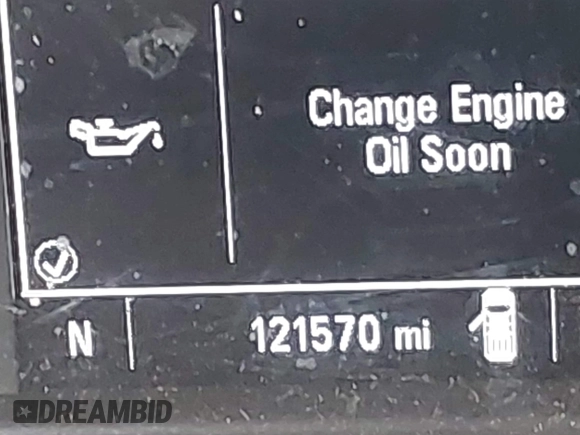 Change Engine
Oil Soon
N
121570 mi
DREAMBID